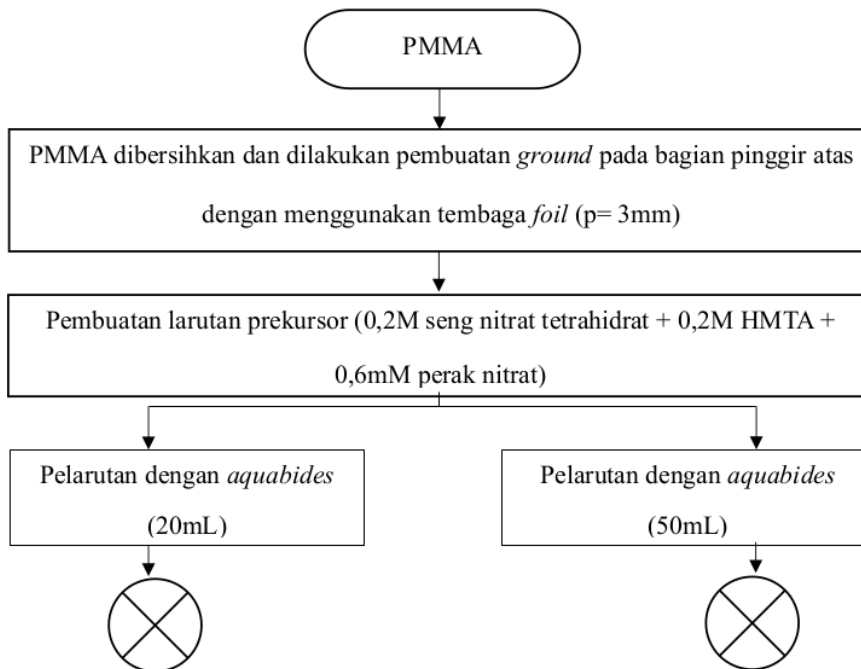 PMMA
PMMA dibersihkan dan dilakukan pembuatan ground pada bagian pinggir atas
dengan menggunakan tembaga foil (p= 3mm)
Pembuatan larutan prekursor (0,2M seng nitrat tetrahidrat + 0,2M HMTA +
0,6mM perak nitrat)
Pelarutan dengan aquabides
(20mL)
Pelarutan dengan aquabides
(50mL)